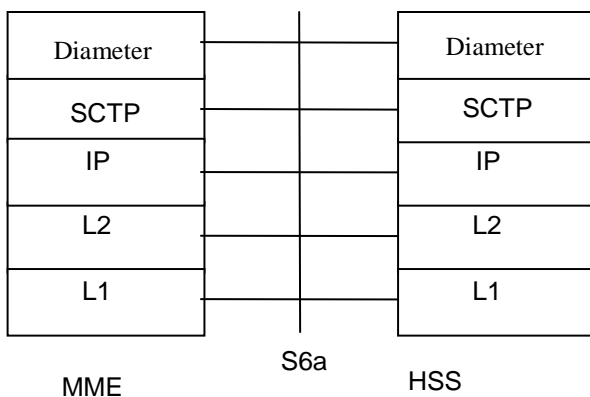 Diameter
Diameter
SCTP
SCTP
IP
IP
L2
L2
L1
L1
S6a
MME
HSS